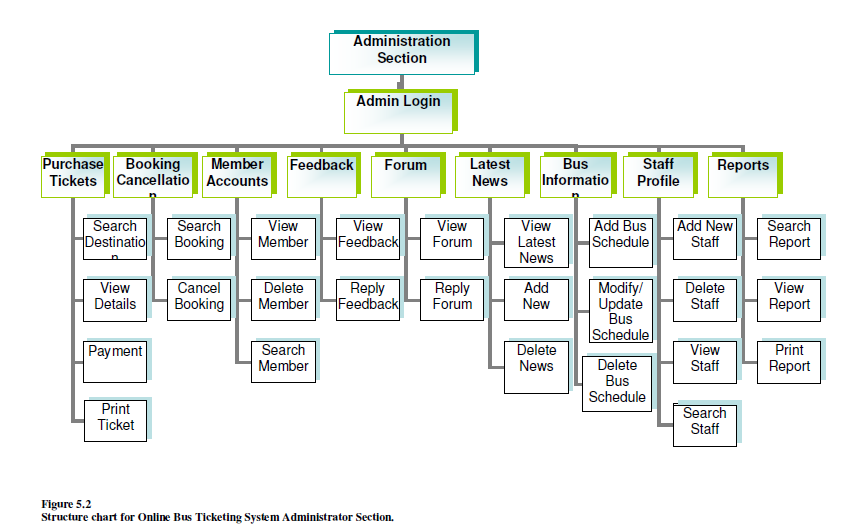 Administration
Section
Admin Login
Purchase
Tickets
Booking
Cancellatio
n
Member
Accounts
Feedback
Forum
Latest
News
Bus
Informatio
n
Staff
Profile
Reports
Search
Destinatio
n
Search
Booking
View
Member
View
Feedback
View
Forum
View
Latest
News
Add Bus
Schedule
Add New
Staff
Search
Report
View
Details
Cancel
Booking
Delete
Member
Reply
Feedback
Reply
Forum
Add
New
Modify/
Update
Bus
Schedule
Delete
Staff
View
Report
Payment
Search
Member
Delete
News
Delete
Bus
Schedule
View
Staff
Print
Report
Print
Ticket
Search
Staff
Figure 5.2
Structure chart for Online Bus Ticketing System Administrator Section.